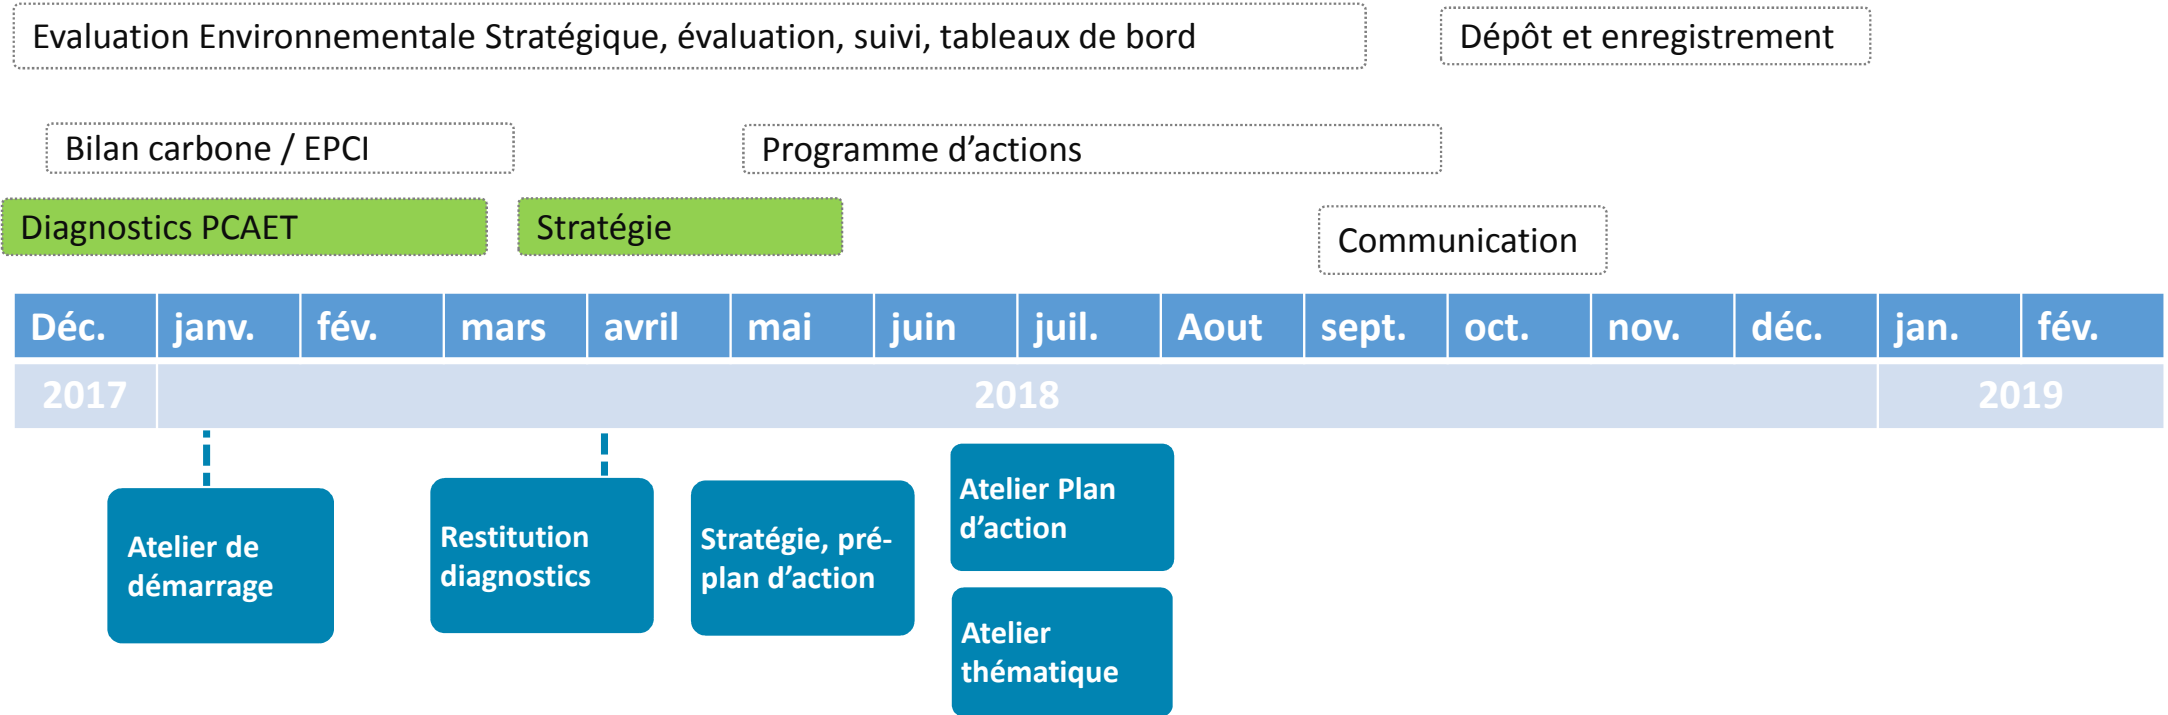 Evaluation Environnementale Stratégique, évaluation, suivi, tableaux de bord
Dépôt et enregistrement
Bilan carbone / EPCI
Programme d’actions
Diagnostics PCAET
Stratégie
Communication
Déc. janv. fév. mars avril mai juin juil. Aout sept. oct. nov. déc. jan. fév.
2017 2018 2019
Atelier de
démarrage
Restitution
diagnostics
Stratégie, pré-
plan d’action
Atelier Plan
d’action
Atelier
thématique